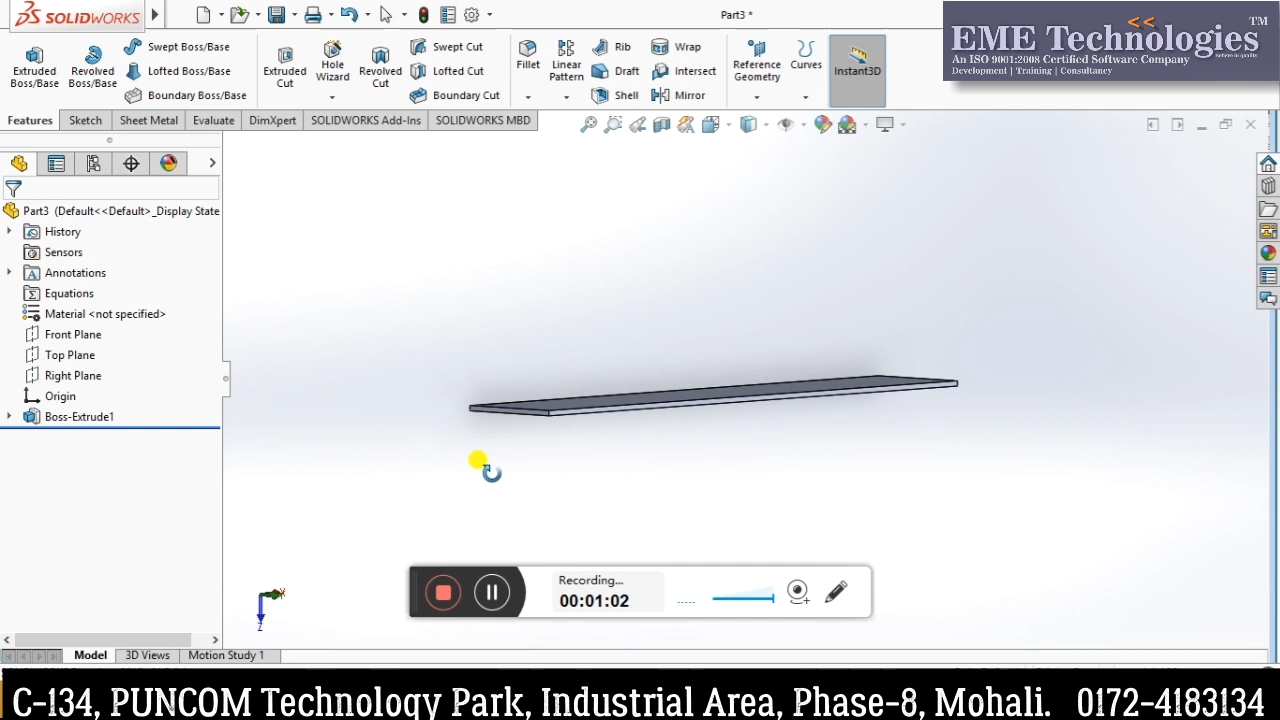 SOLIDWORKS
Part3 *
<<
TM
EME Technologies
Believe in quality
An ISO 9001:2008 Certified Software Company
Development | Training | Consultancy
Extruded Boss/Base
Revolved Boss/Base
Swept Boss/Base
Lofted Boss/Base
Boundary Boss/Base
Extruded Cut
Hole Wizard
Revolved Cut
Swept Cut
Lofted Cut
Boundary Cut
Fillet
Linear Pattern
Rib
Draft
Shell
Wrap
Intersect
Mirror
Reference Geometry
Curves
Instant3D
Features Sketch Sheet Metal Evaluate DimXpert SOLIDWORKS Add-Ins SOLIDWORKS MBD
Part3 (Default<<Default>_Display State
History
Sensors
Annotations
Equations
Material <not specified>
Front Plane
Top Plane
Right Plane
Origin
Boss-Extrude1
Recording...
00:01:02
Z
Model 3D Views Motion Study 1
C-134, PUNCOM Technology Park, Industrial Area, Phase-8, Mohali. 0172-4183134